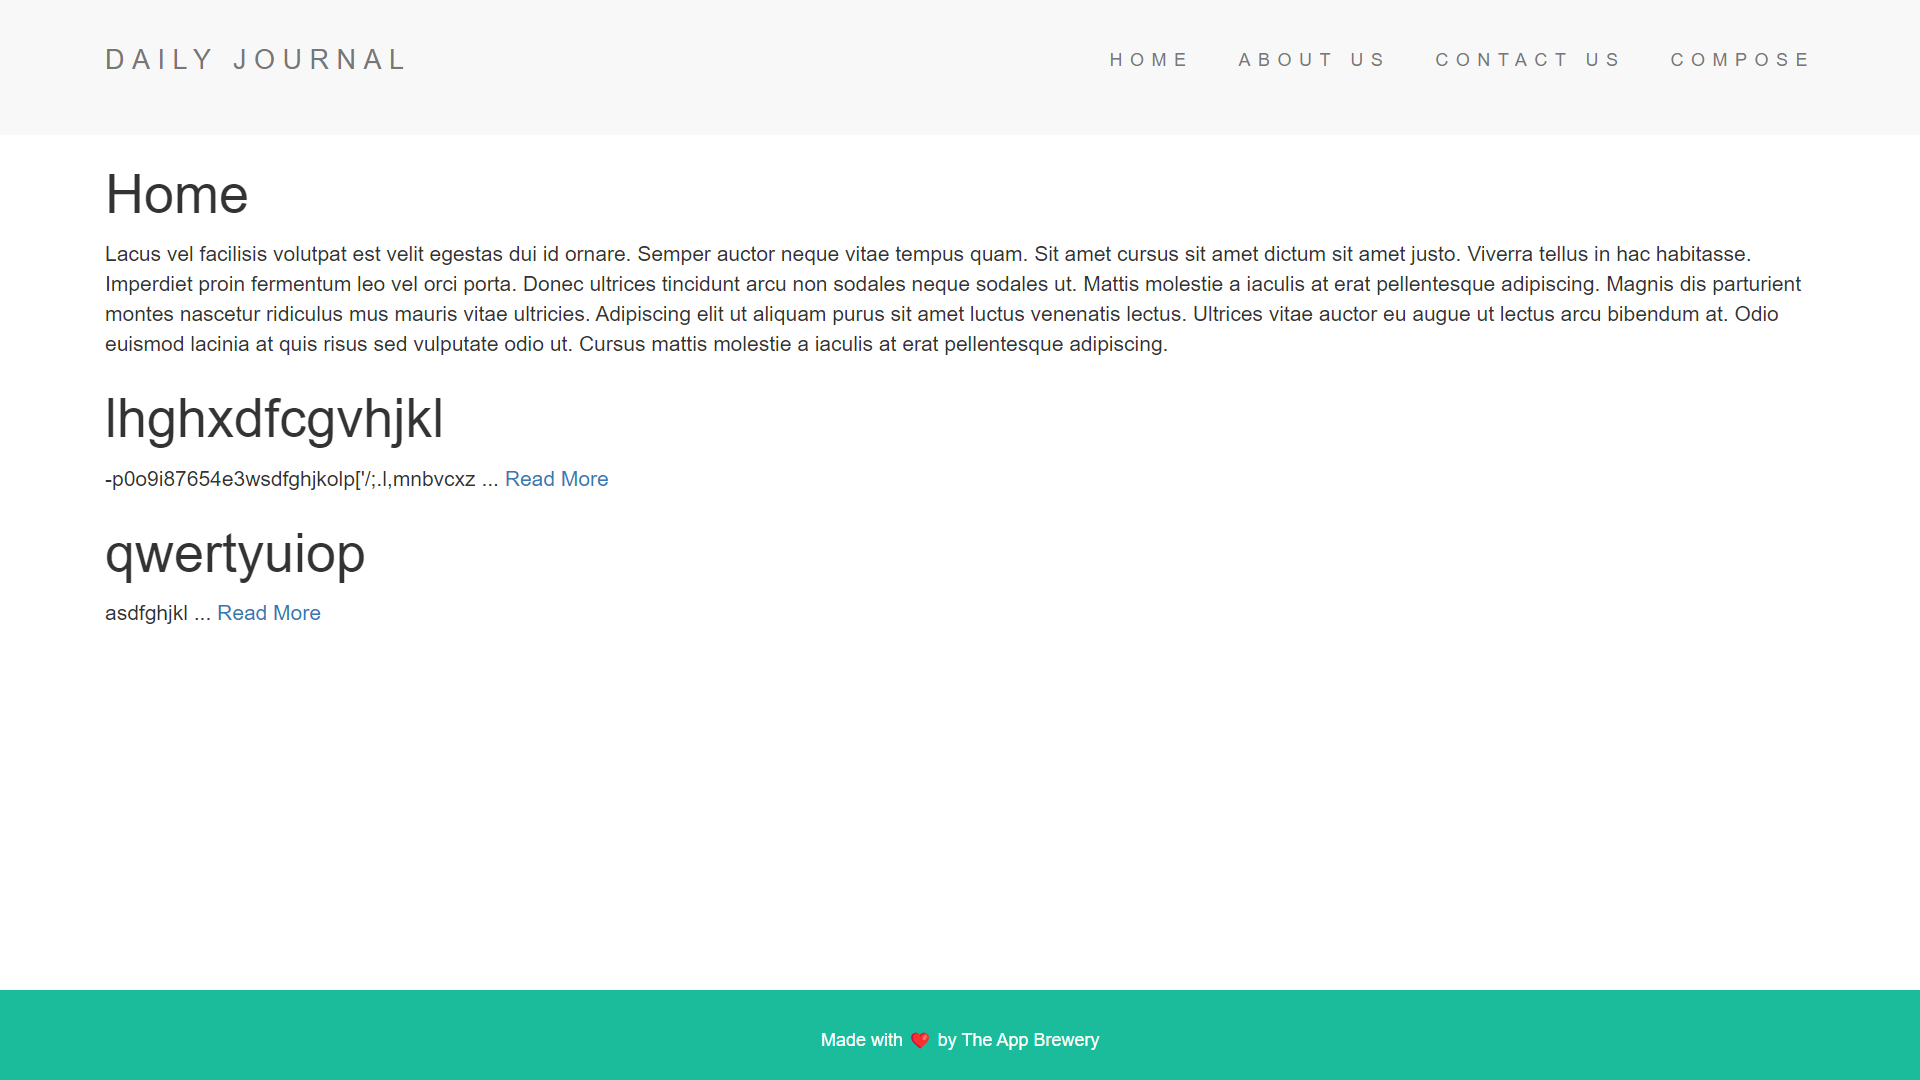 DAILY JOURNAL
HOME ABOUT US CONTACT US COMPOSE
Home
Lacus vel facilisis volutpat est velit egestas dui id ornare. Semper auctor neque vitae tempus quam. Sit amet cursus sit amet dictum sit amet justo. Viverra tellus in hac habitasse.
Imperdiet proin fermentum leo vel orci porta. Donec ultrices tincidunt arcu non sodales neque sodales ut. Mattis molestie a iaculis at erat pellentesque adipiscing. Magnis dis parturient
montes nascetur ridiculus mus mauris vitae ultricies. Adipiscing elit ut aliquam purus sit amet luctus venenatis lectus. Ultrices vitae auctor eu augue ut lectus arcu bibendum at. Odio
euismod lacinia at quis risus sed vulputate odio ut. Cursus mattis molestie a iaculis at erat pellentesque adipiscing.
lhghxdfcgvhjkl
-p0o9i87654e3wsdfghjkolp['/;.l,mnbvcxz ... Read More
qwertyuiop
asdfghjkl ... Read More
Made with ❤️ by The App Brewery